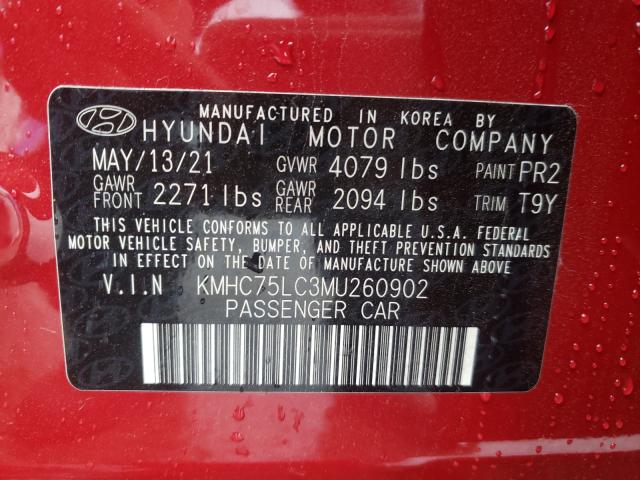 MANUFACTURED IN KOREA BY
HYUNDAI MOTOR COMPANY
MAY/13/21 GVWR 4079 lbs PAINT PR2
GAWR FRONT 2271 lbs GAWR REAR 2094 lbs TRIM T9Y
THIS VEHICLE CONFORMS TO ALL APPLICABLE U.S.A. FEDERAL
MOTOR VEHICLE SAFETY, BUMPER, AND THEFT PREVENTION STANDARDS
IN EFFECT ON THE DATE OF MANUFACTURE SHOWN ABOVE.
V.I.N KMHC75LC3MU260902
PASSENGER CAR